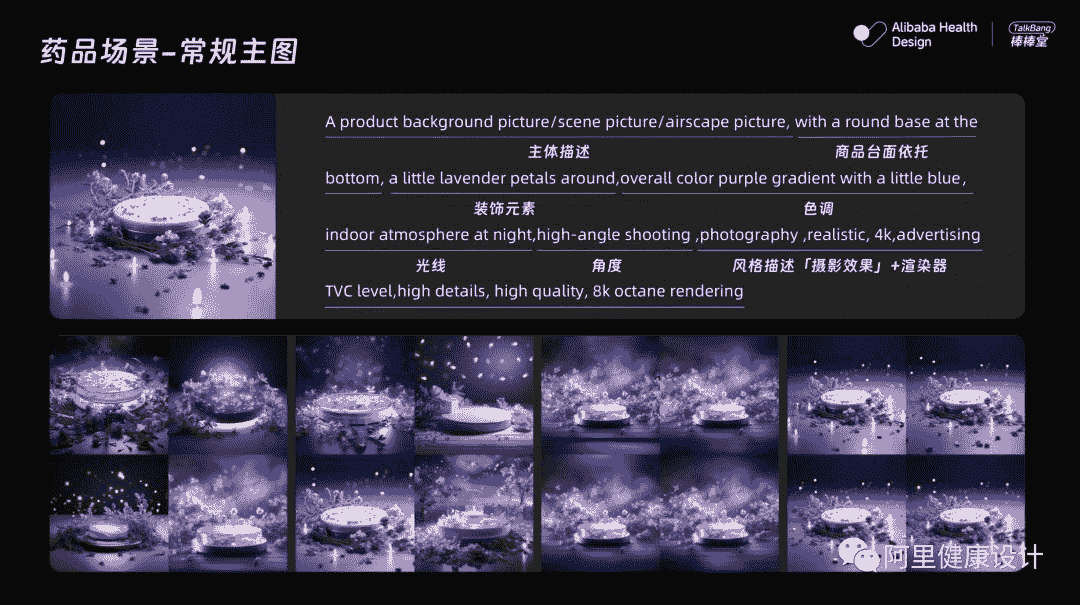 药品场景-常规主图
Alibaba Health
Design
TalkBang
棒棒堂
A product background picture/scene picture/airscape picture, with a round base at the
主体描述
商品台面依托
bottom, a little lavender petals around,overall color purple gradient with a little blue,
装饰元素
色调
indoor atmosphere at night,high-angle shooting ,photography ,realistic, 4k,advertising
光线
角度
风格描述「摄影效果」+渲染器
TVC level,high details, high quality, 8k octane rendering
阿里健康设计